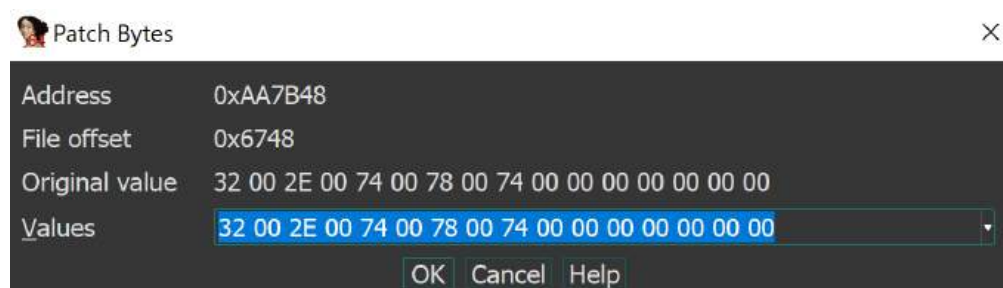 Patch Bytes
Address 0xAA7B48
File offset 0x6748
Original value 32 00 2E 00 74 00 78 00 74 00 00 00 00 00 00 00
Values 32 00 2E 00 74 00 78 00 74 00 00 00 00 00 00 00
OK Cancel Help